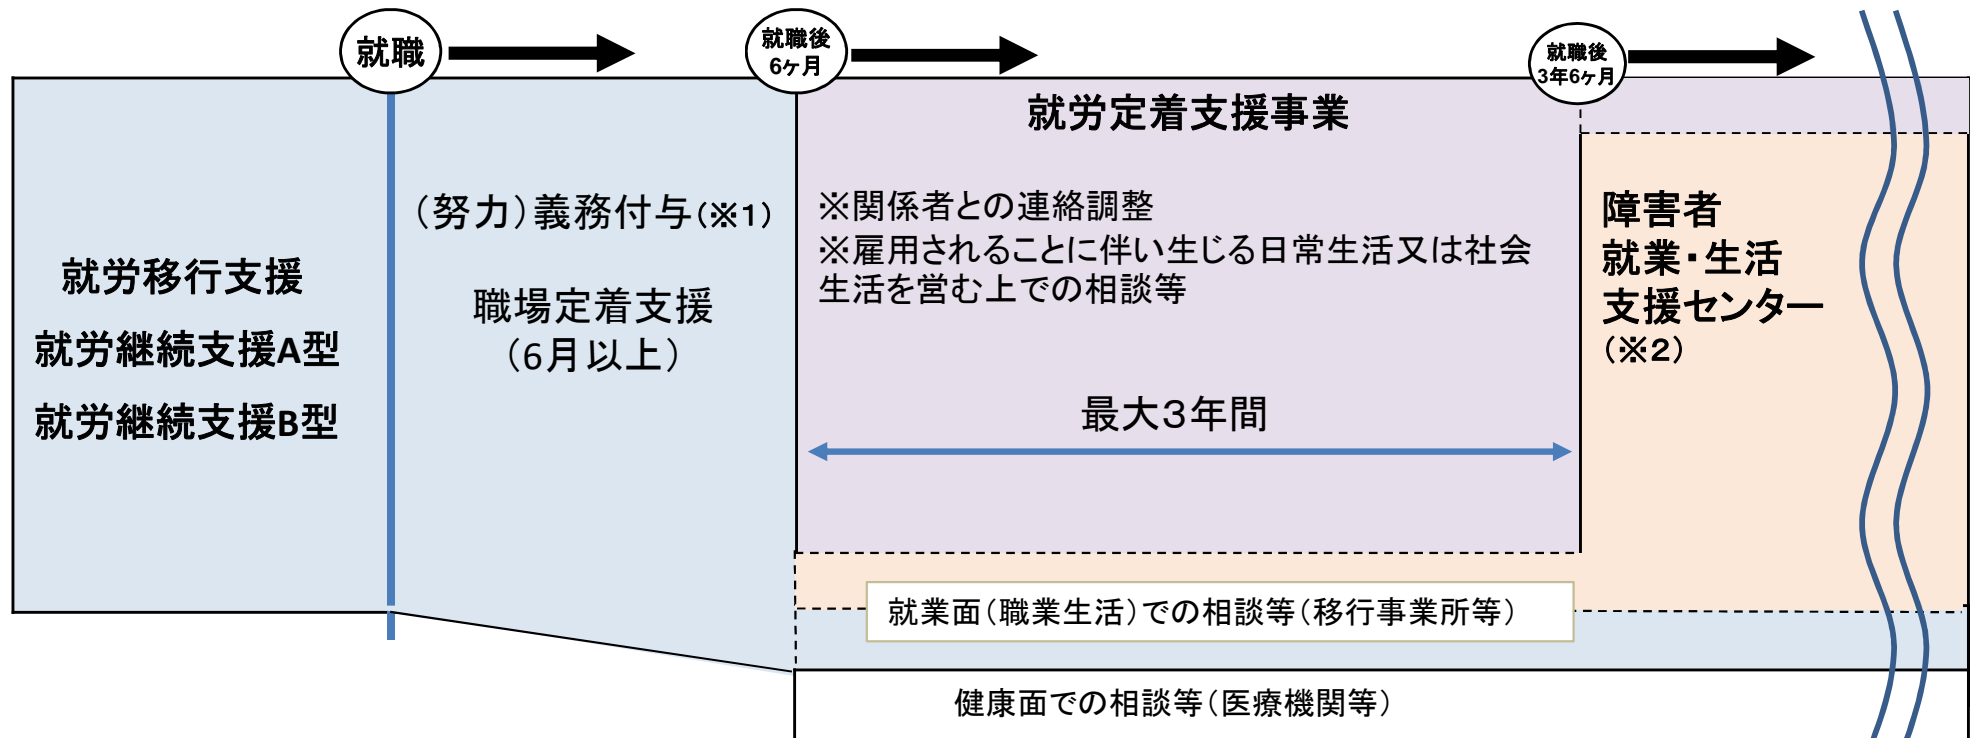 就職
就職後
6ヶ月
就職後
3年6ヶ月
就労移行支援
就労継続支援A型
就労継続支援B型
（努力）義務付与（※１）
職場定着支援
（6月以上）
就労定着支援事業
※関係者との連絡調整
※雇用されることに伴い生じる日常生活又は社会
生活を営む上での相談等
最大３年間
障害者
就業・生活
支援センター
（※２）
就業面（職業生活）での相談等（移行事業所等）
健康面での相談等（医療機関等）